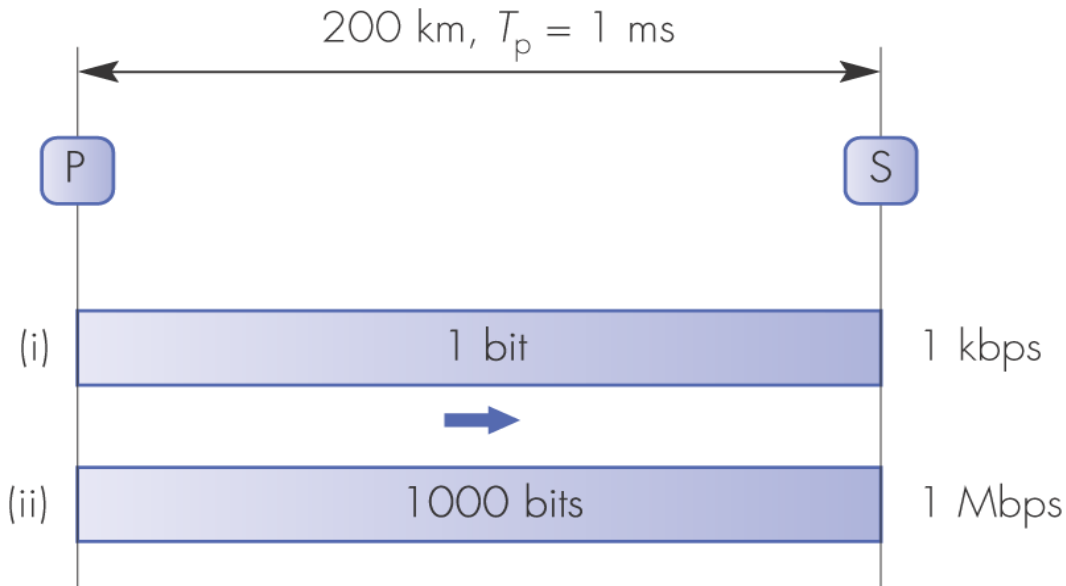 200 km, Tp = 1 ms
P S
(i) 1 bit 1 kbps
(ii) 1000 bits 1 Mbps